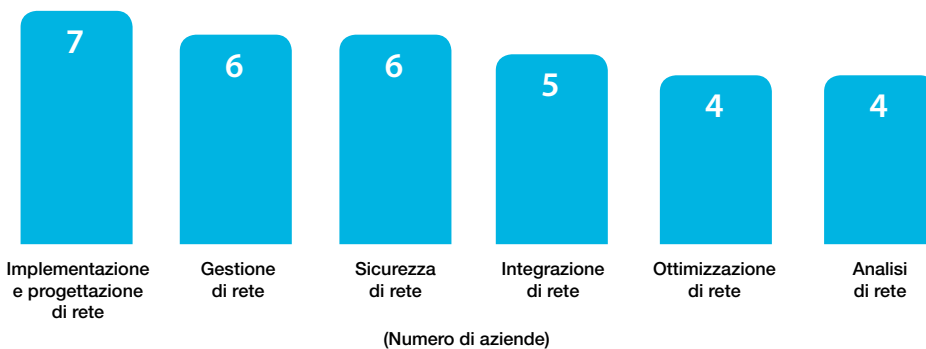 7
6
6
5
4
4
Implementazione
e progettazione
di rete
Gestione
di rete
Sicurezza
di rete
Integrazione
di rete
Ottimizzazione
di rete
Analisi
di rete
(Numero di aziende)